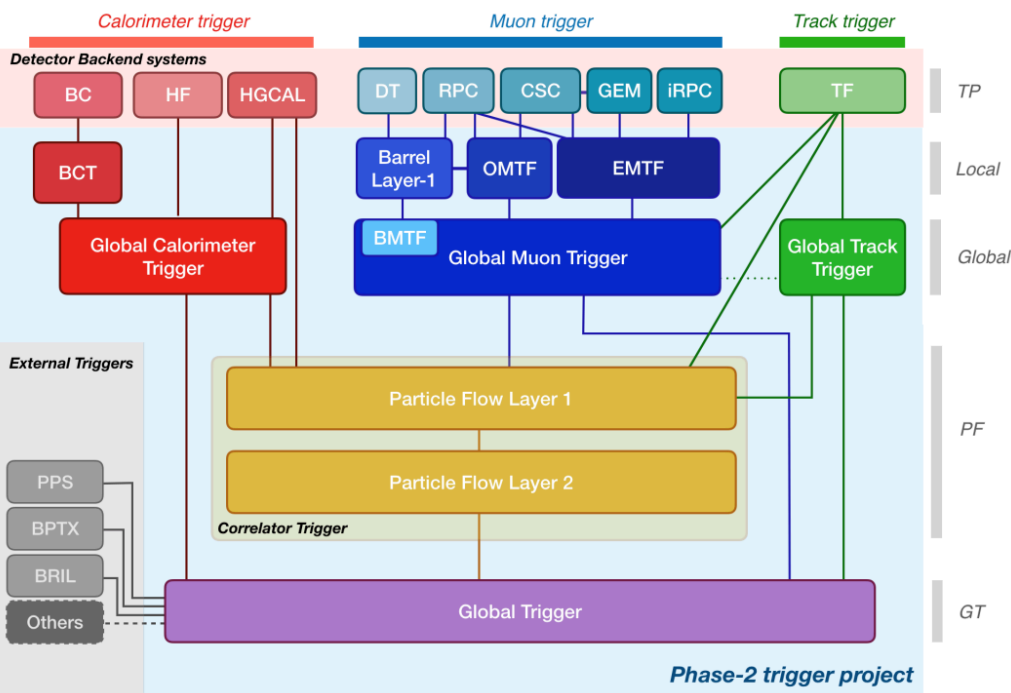 Calorimeter trigger
Muon trigger
Track trigger
Detector Backend systems
BC
HF
HGCAL
DT
RPC
CSC
GEM
iRPC
TF
TP
BCT
Barrel
Layer-1
OMTF
EMTF
Local
Global Calorimeter
Trigger
BMTF
Global Muon Trigger
Global Track
Trigger
Global
External Triggers
Particle Flow Layer 1
PF
PPS
Particle Flow Layer 2
BPTX
Correlator Trigger
BRIL
Others
Global Trigger
GT
Phase-2 trigger project